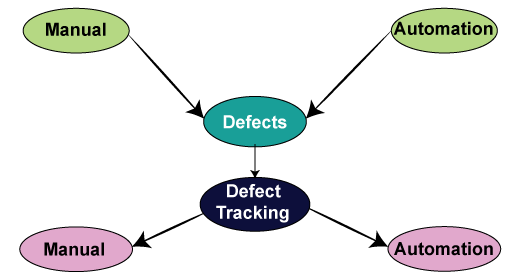 Manual
Automation
Defects
Defect
Tracking
Manual
Automation